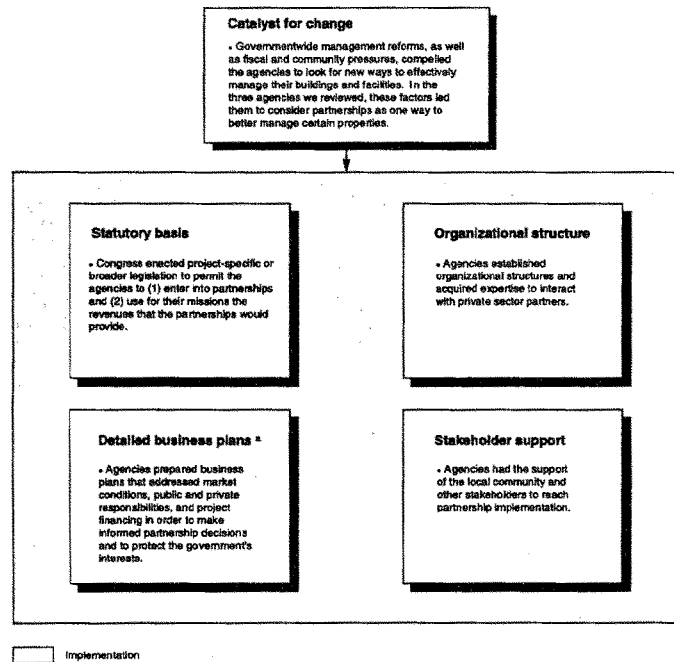 Catalyst for change
• Governmentwide management reforms, as well
as fiscal and community pressures, compelled
the agencies to look for new ways to effectively
manage their buildings and facilities. In the
three agencies we reviewed, these factors led
them to consider partnerships as one way to
better manage certain properties.
Statutory basis
• Congress enacted project-specific or
broader legislation to permit the
agencies to (1) enter into partnerships
and (2) use for their missions the
revenues that the partnerships would
provide.
Organizational structure
• Agencies established
organizational structures and
acquired expertise to interact
with private sector partners.
Detailed business plans a
• Agencies prepared business
plans that addressed market
conditions, public and private
responsibilities, and project
financing in order to make
informed partnership decisions
and to protect the government's
interests.
Stakeholder support
• Agencies had the support
of the local community and
other stakeholders to reach
partnership implementation.
Implementation